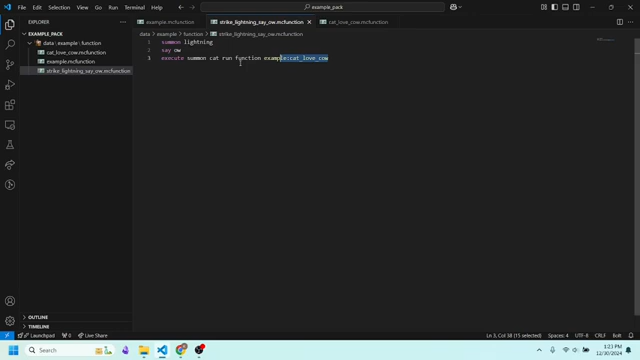 File Edit Selection View Go Run Terminal Help
example_pack
EXPLORER
example.mcfunction
strike_lightning_say_ow.mcfunction
cat_love_cow.mcfunction
EXAMPLE_PACK
data > example > function > strike_lightning_say_ow.mcfunction
data \ example \ function
cat_love_cow.mcfunction
example.mcfunction
strike_lightning_say_ow.mcfunction
1 summon lightning
2 say ow
3 execute summon cat run function example:cat_love_cow
OUTLINE
TIMELINE
Launchpad 0 Live Share
Ln 3, Col 38 (15 selected) Spaces: 4 UTF-8 CRLF Bolt
Search
1:23 PM
12/30/2024